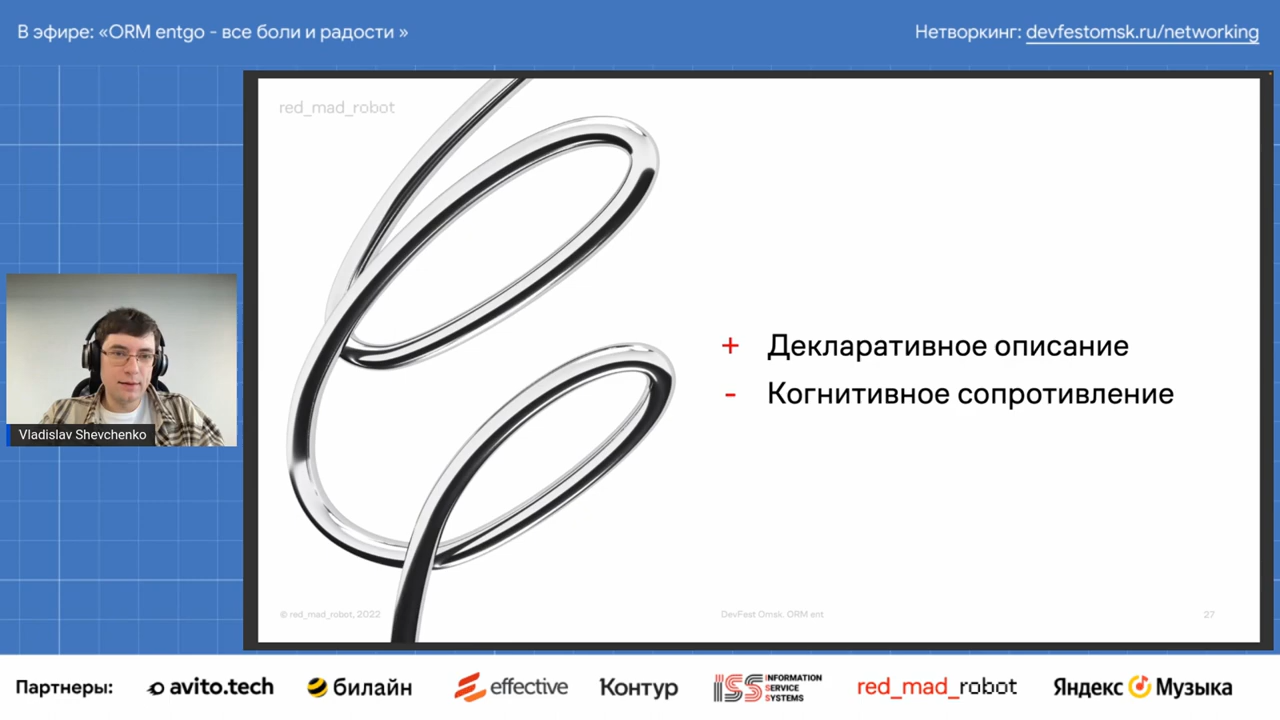 В эфире: «ORM entgo - все боли и радости »
Нетворкинг: devfestomsk.ru/networking
red_mad_robot
+ Декларативное описание
- Когнитивное сопротивление
Vladislav Shevchenko
© red_mad_robot, 2022
DevFest Omsk. ORM ent
27
Партнеры:
avito.tech
билайн
effective
Контур
ISS INFORMATION SERVICE SYSTEMS
red_mad_robot
Яндекс Музыка